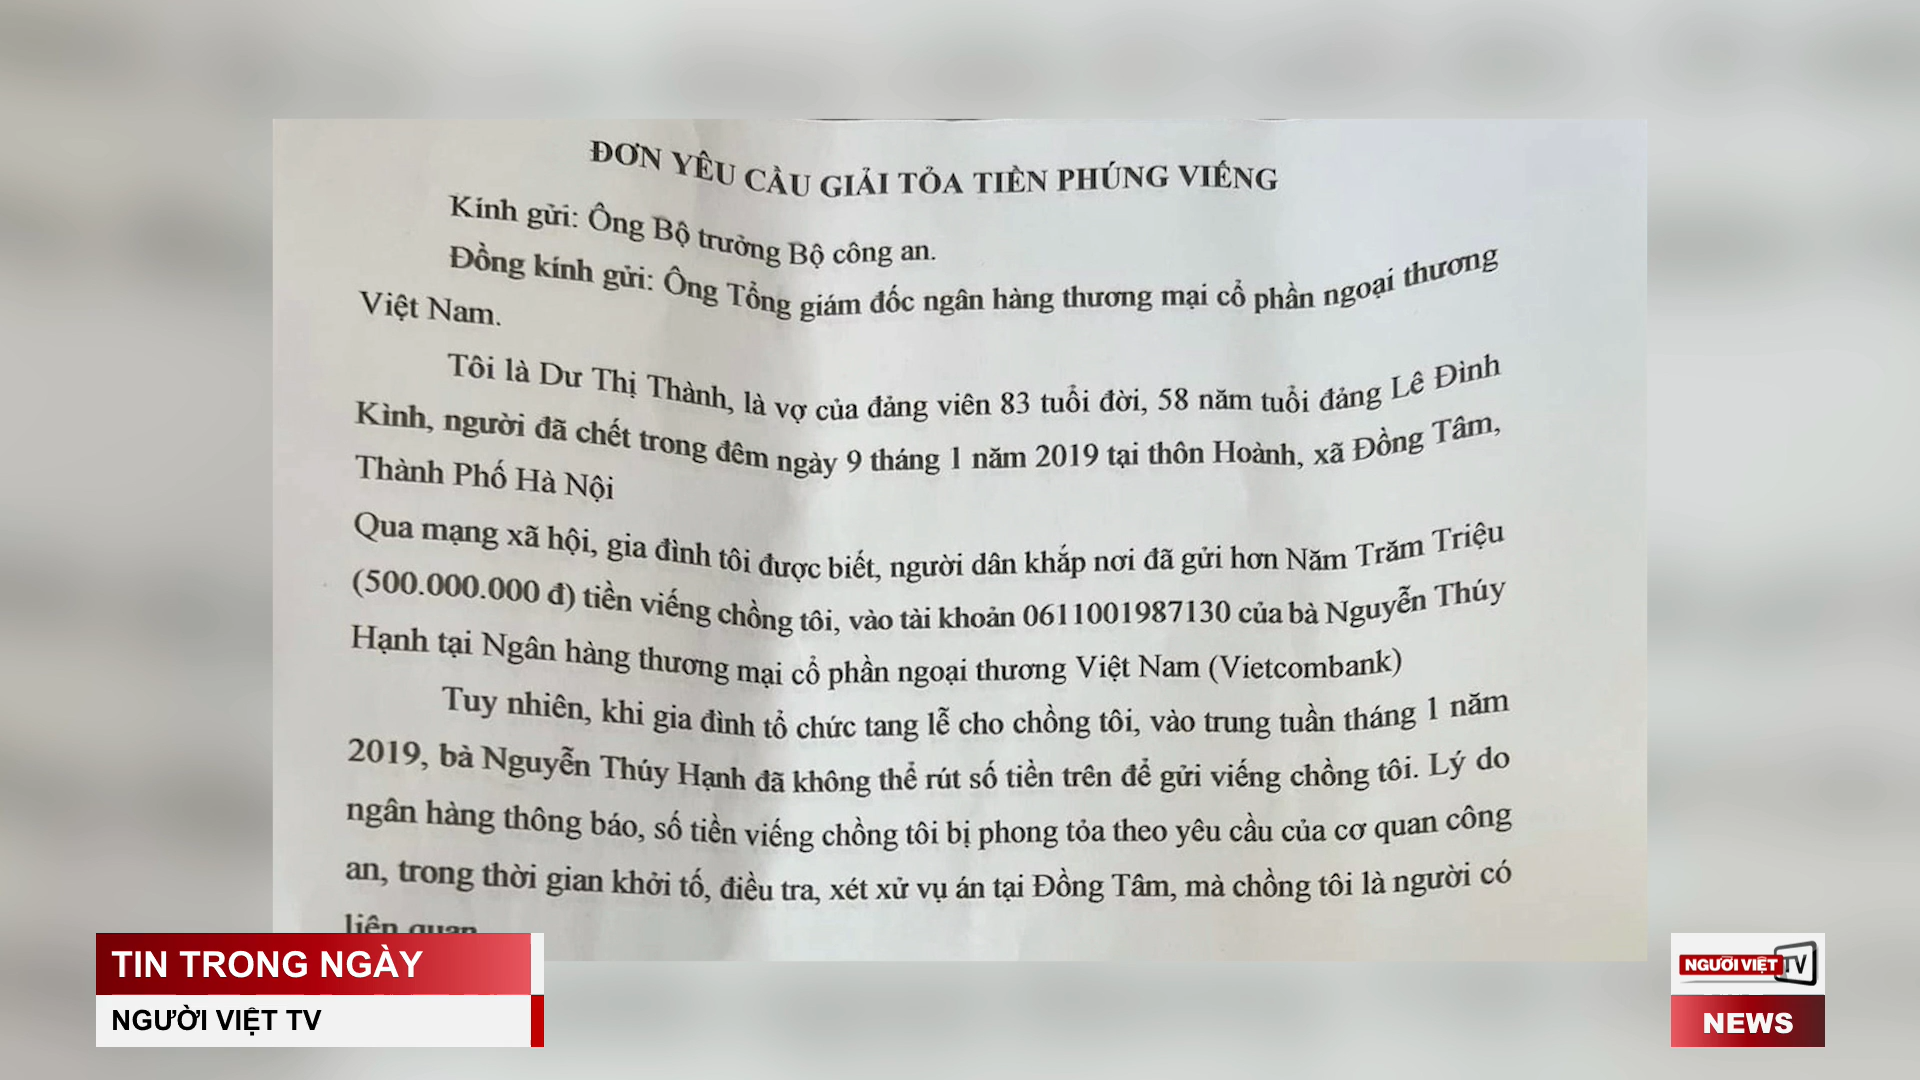 ĐƠN YÊU CẦU GIẢI TỎA TIỀN PHÚNG VIẾNG
Kính gửi: Ông Bộ trưởng Bộ công an.
Đồng kính gửi: Ông Tổng giám đốc ngân hàng thương mại cổ phần ngoại thương
Việt Nam.
Tôi là Dư Thị Thành, là vợ của đảng viên 83 tuổi đời, 58 năm tuổi đảng Lê Đình
Kình, người đã chết trong đêm ngày 9 tháng 1 năm 2019 tại thôn Hoành, xã Đồng Tâm,
Thành Phố Hà Nội
Qua mạng xã hội, gia đình tôi được biết, người dân khắp nơi đã gửi hơn Năm Trăm Triệu
(500.000.000 đ) tiền viếng chồng tôi, vào tài khoản 0611001987130 của bà Nguyễn Thúy
Hạnh tại Ngân hàng thương mại cổ phần ngoại thương Việt Nam (Vietcombank)
Tuy nhiên, khi gia đình tổ chức tang lễ cho chồng tôi, vào trung tuần tháng 1 năm
2019, bà Nguyễn Thúy Hạnh đã không thể rút số tiền trên để gửi viếng chồng tôi. Lý do
ngân hàng thông báo, số tiền viếng chồng tôi bị phong tỏa theo yêu cầu của cơ quan công
an, trong thời gian khởi tố, điều tra, xét xử vụ án tại Đồng Tâm, mà chồng tôi là người có
liên quan
TIN TRONG NGÀY
NGƯỜI VIỆT TV
NGƯỜI VIỆT TV
NEWS